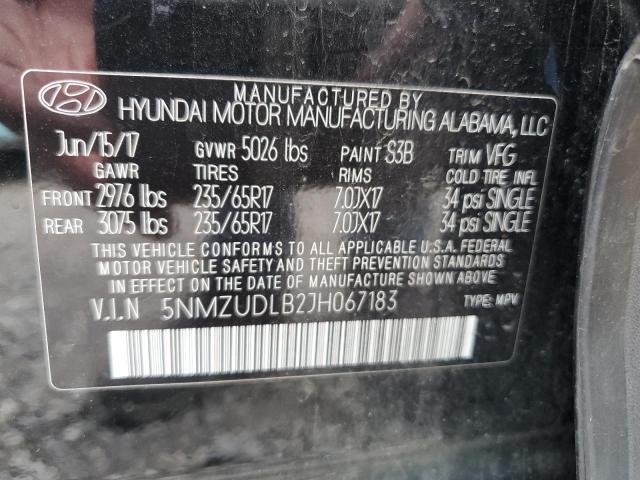 MANUFACTURED BY
HYUNDAI MOTOR MANUFACTURING ALABAMA, LLC
Jun/15/17 GVWR 5026 lbs PAINT S3B TRIM VFG
GAWR TIRES RIMS COLD TIRE INFL
FRONT 2976 lbs 235/65R17 7.0JX17 34 psi SINGLE
REAR 3075 lbs 235/65R17 7.0JX17 34 psi SINGLE
THIS VEHICLE CONFORMS TO ALL APPLICABLE U.S.A. FEDERAL
MOTOR VEHICLE SAFETY AND THEFT PREVENTION STANDARDS
IN EFFECT ON THE DATE OF MANUFACTURE SHOWN ABOVE.
V.I.N 5NMZUDLB2JH067183 TYPE: MPV